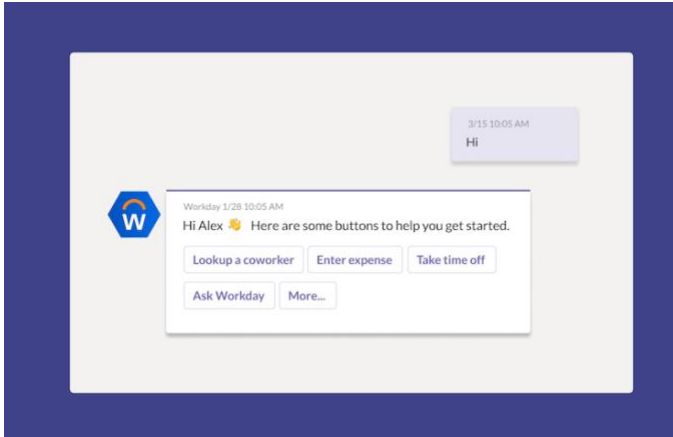 3/15 10:05 AM
Hi
W
Workday 1/28 10:05 AM
Hi Alex 👋 Here are some buttons to help you get started.
Lookup a coworker Enter expense Take time off
Ask Workday More...